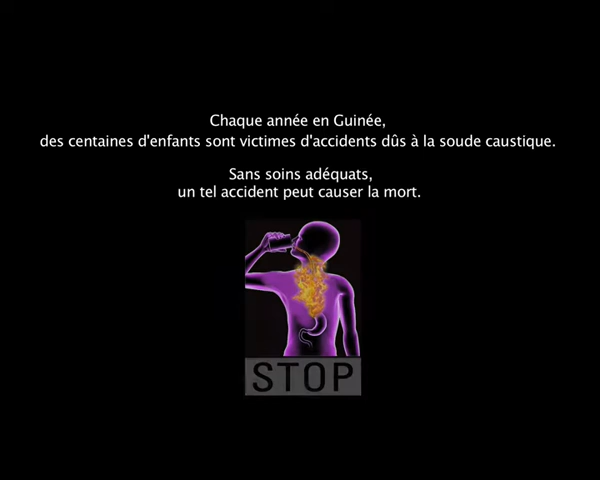 Chaque année en Guinée,
des centaines d'enfants sont victimes d'accidents dûs à la soude caustique.
Sans soins adéquats,
un tel accident peut causer la mort.
STOP